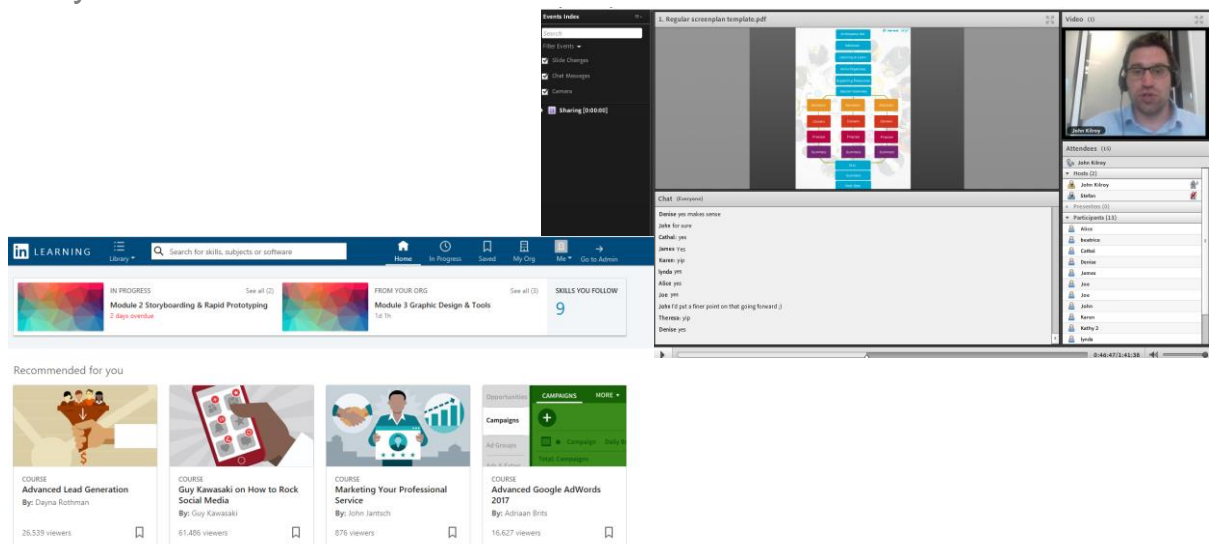 Events Index
Search
Filter Events
Slide Changes
Chat Messages
Camera
Sharing [0:00:00]
1. Regular screenplan template.pdf
Summary
Summary
Summary
Video (1)
John Kilroy
Attendees (15)
John Kilroy
Hosts (2)
John Kilroy
Stefan
Presenters (0)
Participants (13)
Alice
beatrice
Cathal
Denise
James
Joe
Joe
John
Karen
Kathy 2
lynda
Chat (Everyone)
Denise yes makes sense
John for sure
Cathal: yes
James Yes
Karen: yip
lynda yes
Alice yes
Joe yes
John I'd put a finer point on that going forward ;)
Theresa: yip
Denise yes
0:46:47/1:41:38
in LEARNING
Library
Search for skills, subjects or software
Home
In Progress
Saved
My Org
Me
Go to Admin
IN PROGRESS
See all (2)
Module 2 Storyboarding & Rapid Prototyping
2 days overdue
FROM YOUR ORG
See all (3)
Module 3 Graphic Design & Tools
1d 1h
SKILLS YOU FOLLOW
9
Recommended for you
Opportunities
CAMPAIGNS
MORE
Campaigns
Ad Groups
Campaign
Total: Campaigns
COURSE
Advanced Lead Generation
By: Dayna Rothman
26,539 viewers
COURSE
Guy Kawasaki on How to Rock
Social Media
By: Guy Kawasaki
61,486 viewers
COURSE
Marketing Your Professional
Service
By: John Jantsch
876 viewers
COURSE
Advanced Google AdWords
2017
By: Adriaan Brits
16,627 viewers